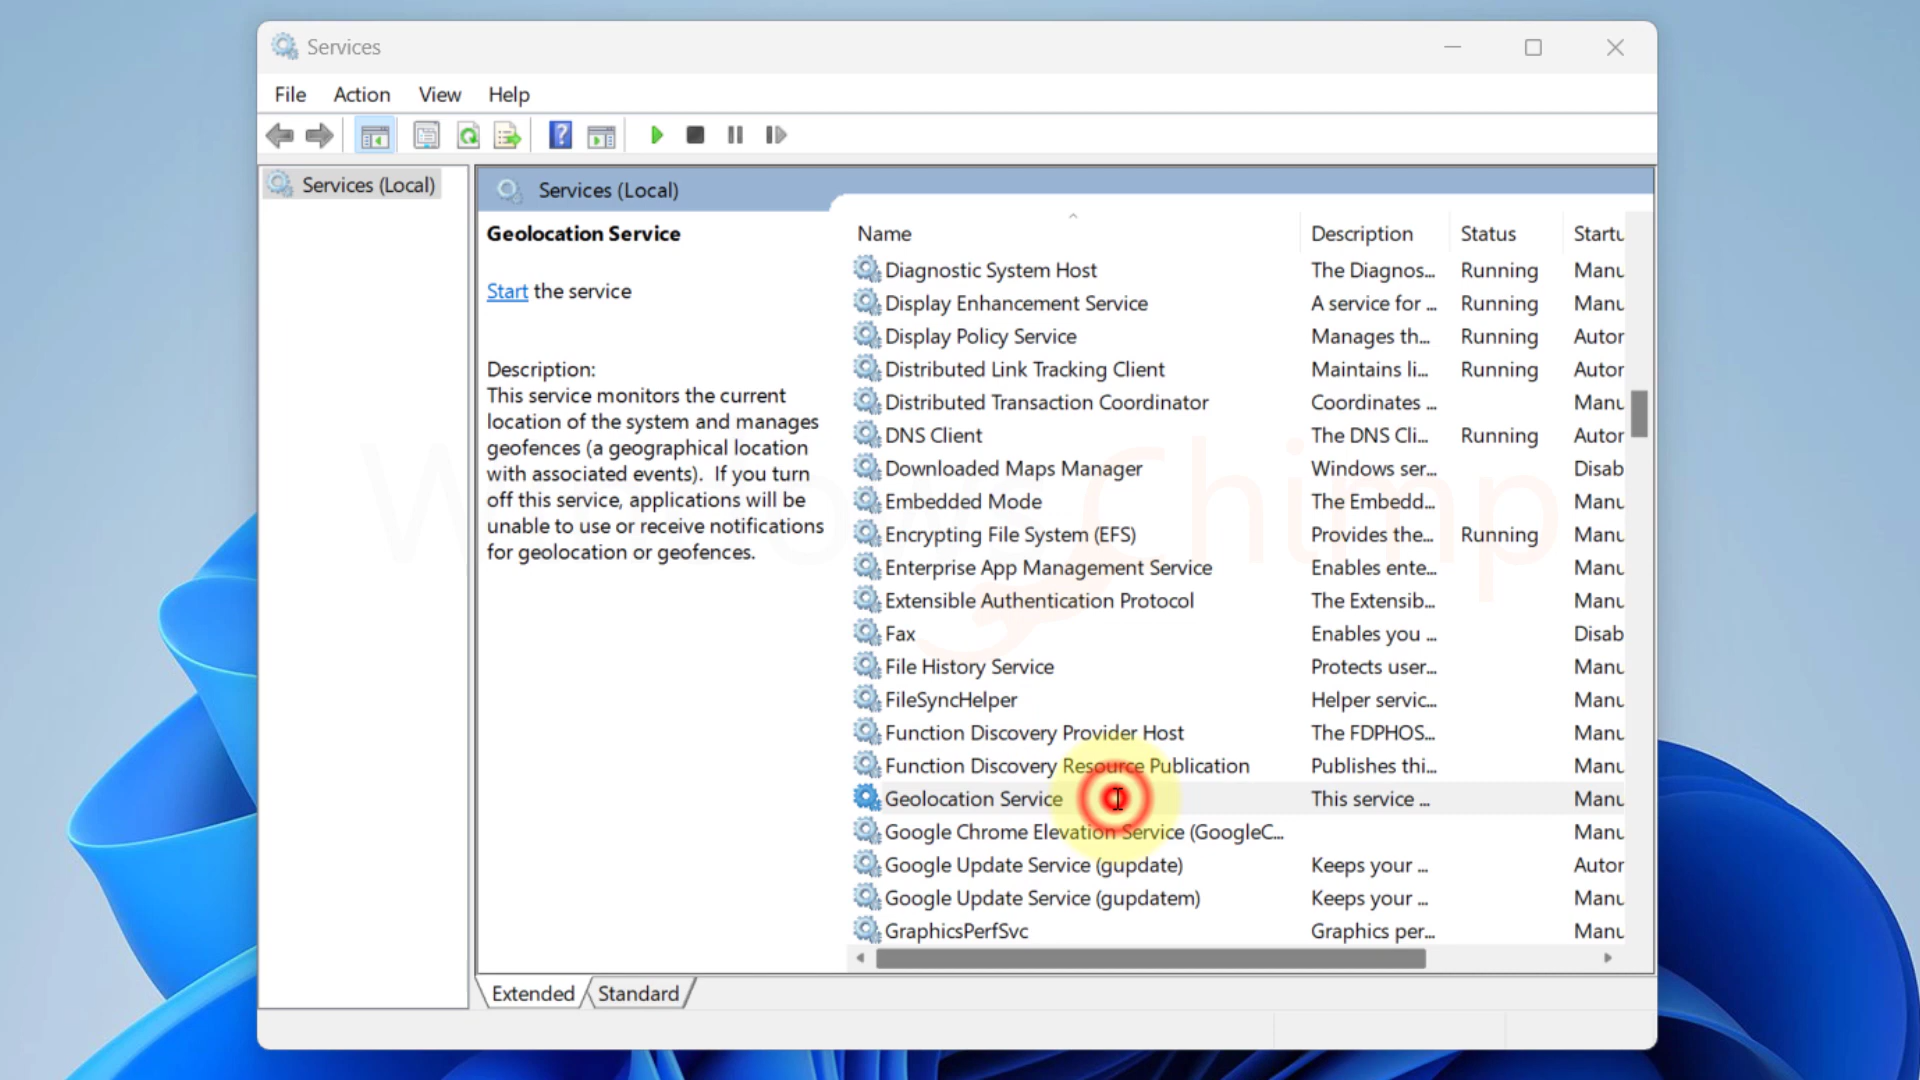 Services
File Action View Help
Services (Local)
Services (Local)
Geolocation Service
Start the service
Description:
This service monitors the current
location of the system and manages
geofences (a geographical location
with associated events). If you turn
off this service, applications will be
unable to use or receive notifications
for geolocation or geofences.
Name Description Status Startu
Diagnostic System Host The Diagnos... Running Manu
Display Enhancement Service A service for ... Running Manu
Display Policy Service Manages th... Running Autor
Distributed Link Tracking Client Maintains li... Running Autor
Distributed Transaction Coordinator Coordinates ... Manu
DNS Client The DNS Cli... Running Autor
Downloaded Maps Manager Windows ser... Disab
Embedded Mode The Embedd... Manu
Encrypting File System (EFS) Provides the... Running Manu
Enterprise App Management Service Enables ente... Manu
Extensible Authentication Protocol The Extensib... Manu
Fax Enables you ... Disab
File History Service Protects user... Manu
FileSyncHelper Helper servic... Manu
Function Discovery Provider Host The FDPHOS... Manu
Function Discovery Resource Publication Publishes thi... Manu
Geolocation Service This service ... Manu
Google Chrome Elevation Service (GoogleC... Manu
Google Update Service (gupdate) Keeps your ... Autor
Google Update Service (gupdatem) Keeps your ... Manu
GraphicsPerfSvc Graphics per... Manu
Extended Standard